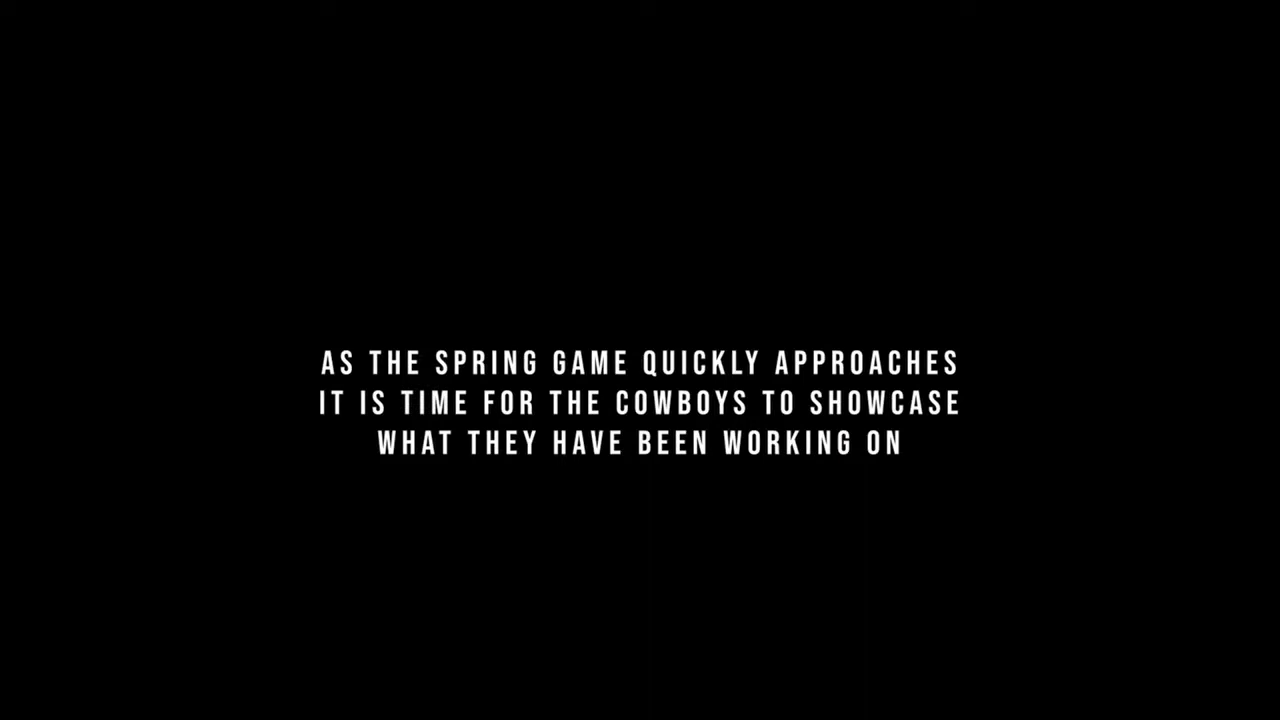 AS THE SPRING GAME QUICKLY APPROACHES
IT IS TIME FOR THE COWBOYS TO SHOWCASE
WHAT THEY HAVE BEEN WORKING ON